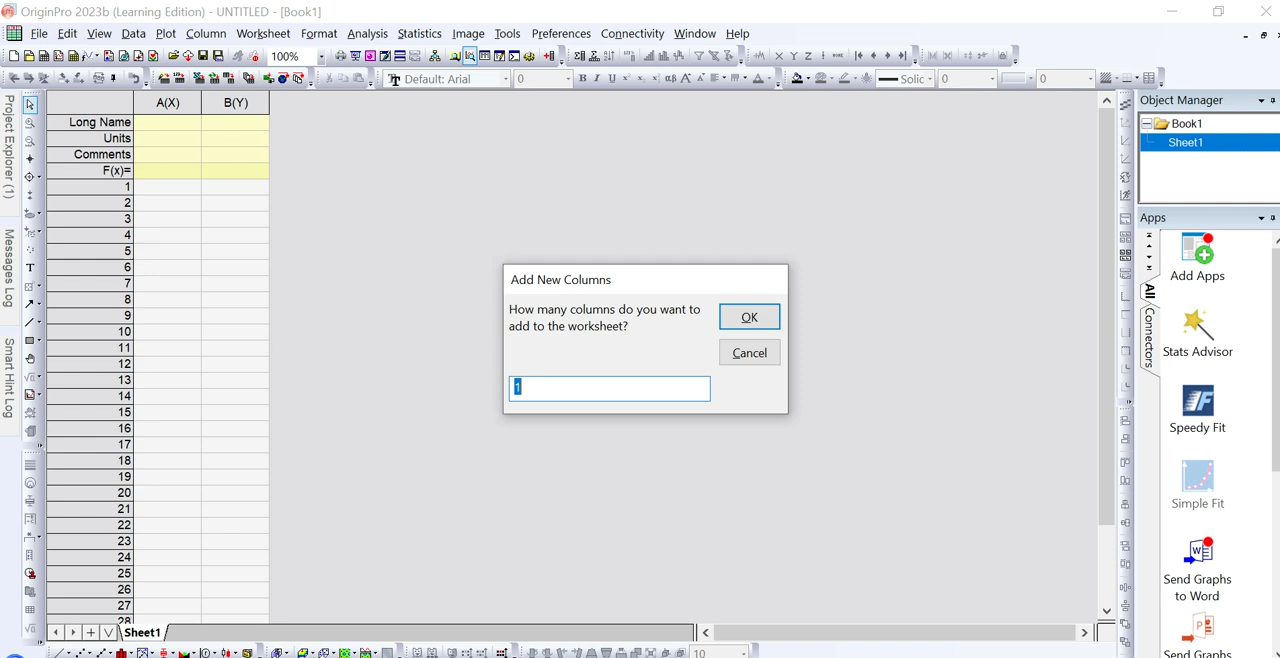 OriginPro 2023b (Learning Edition) - UNTITLED - [Book1]
File Edit View Data Plot Column Worksheet Format Analysis Statistics Image Tools Preferences Connectivity Window Help
100%
Default: Arial 0 B I U Solic 0 0
Project Explorer (1)
Messages Log
Smart Hint Log
A(X) B(Y)
Long Name
Units
Comments
F(x)=
1
2
3
4
5
6
7
8
9
10
11
12
13
14
15
16
17
18
19
20
21
22
23
24
25
26
27
28
Sheet1
10
Add New Columns
How many columns do you want to
add to the worksheet?
OK
Cancel
1
Object Manager
Book1
Sheet1
Apps
All
Connectors
Add Apps
Stats Advisor
Speedy Fit
Simple Fit
Send Graphs
to Word
Send Graphs